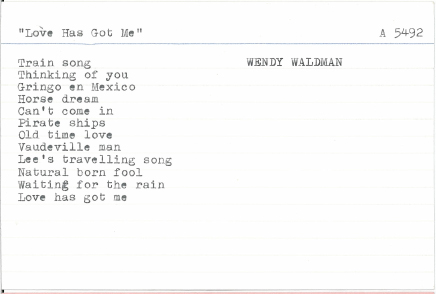 "Love Has Got Me" A 5492
Train song WENDY WALDMAN
Thinking of you
Gringo en Mexico
Horse dream
Can't come in
Pirate ships
Old time love
Vaudeville man
Lee's travelling song
Natural born fool
Waiting for the rain
Love has got me